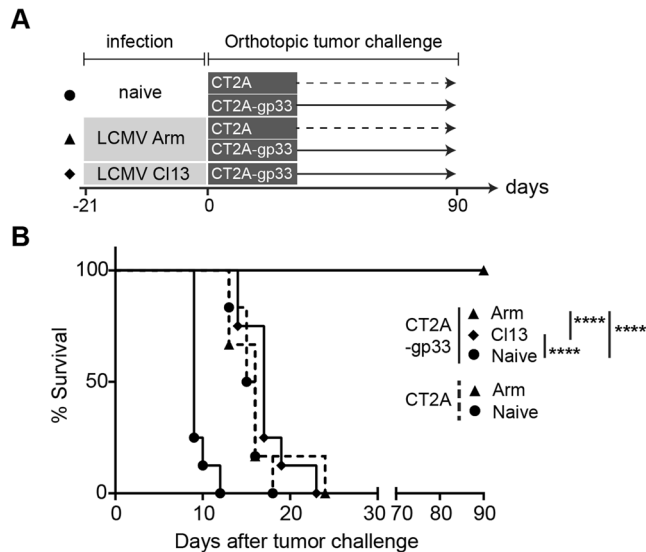 A
infection Orthotopic tumor challenge
naive CT2A
CT2A-gp33
LCMV Arm CT2A
CT2A-gp33
LCMV Cl13 CT2A-gp33
days
-21 0 90
B
100
50
0
% Survival
0 10 20 30 70 80 90
Days after tumor challenge
CT2A
-gp33
Arm
Cl13
Naive
****
****
****
CT2A
Arm
Naive